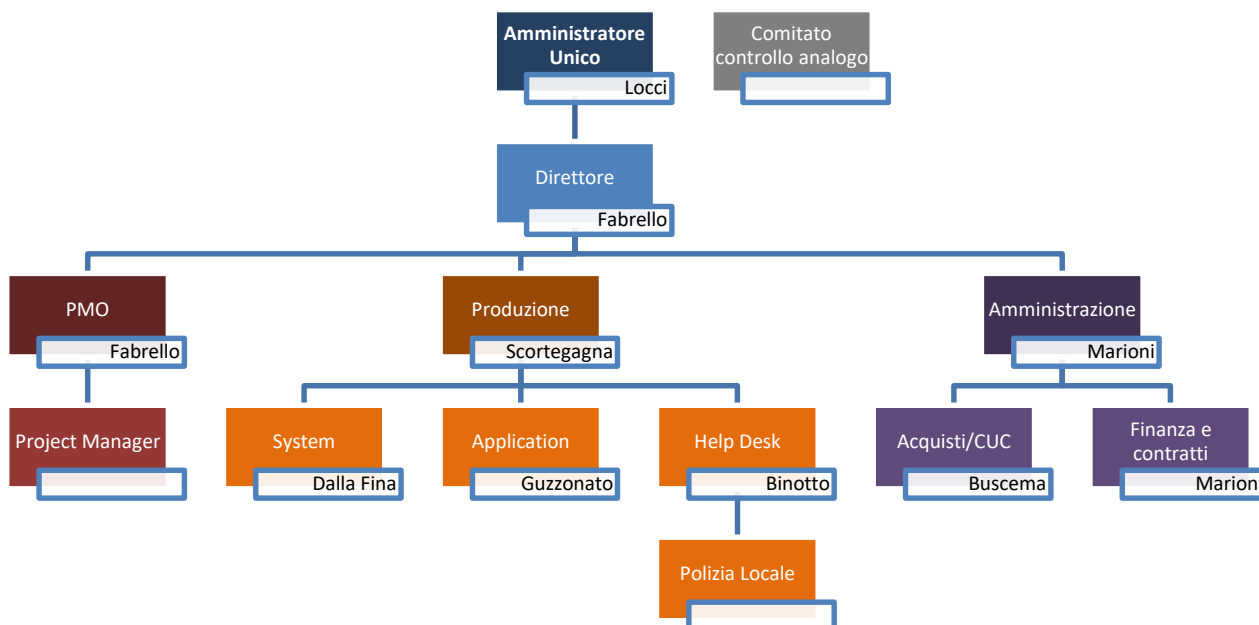 Amministratore
Unico
Locci
Comitato
controllo analogo
Direttore
Fabrello
PMO
Fabrello
Produzione
Scortegagna
Amministrazione
Marioni
Project Manager
System
Dalla Fina
Application
Guzzonato
Help Desk
Binotto
Acquisti/CUC
Buscema
Finanza e
contratti
Marion
Polizia Locale